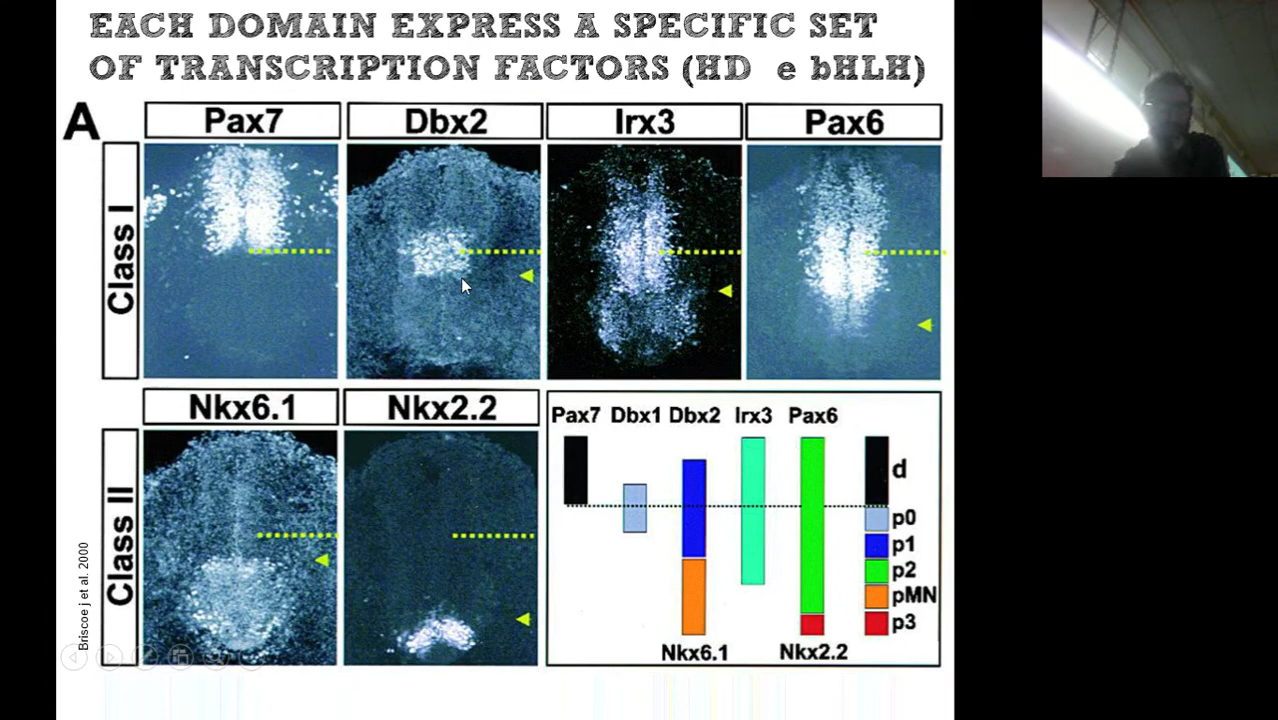 EACH DOMAIN EXPRESS A SPECIFIC SET
OF TRANSCRIPTION FACTORS (HD e bHLH)
A
Pax7
Dbx2
Irx3
Pax6
Class I
Nkx6.1
Nkx2.2
Class II
Pax7 Dbx1 Dbx2 Irx3 Pax6
d
p0
p1
p2
pMN
p3
Nkx6.1 Nkx2.2
Briscoe j et al. 2000